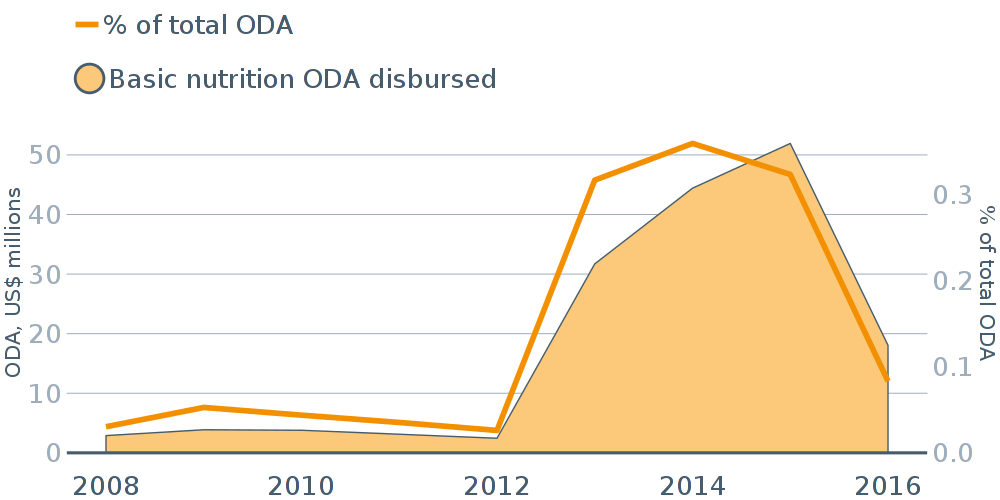 % of total ODA
Basic nutrition ODA disbursed
50
40
30
20
10
0
ODA, US$ millions
0.3
0.2
0.1
0.0
% of total ODA
2008 2010 2012 2014 2016